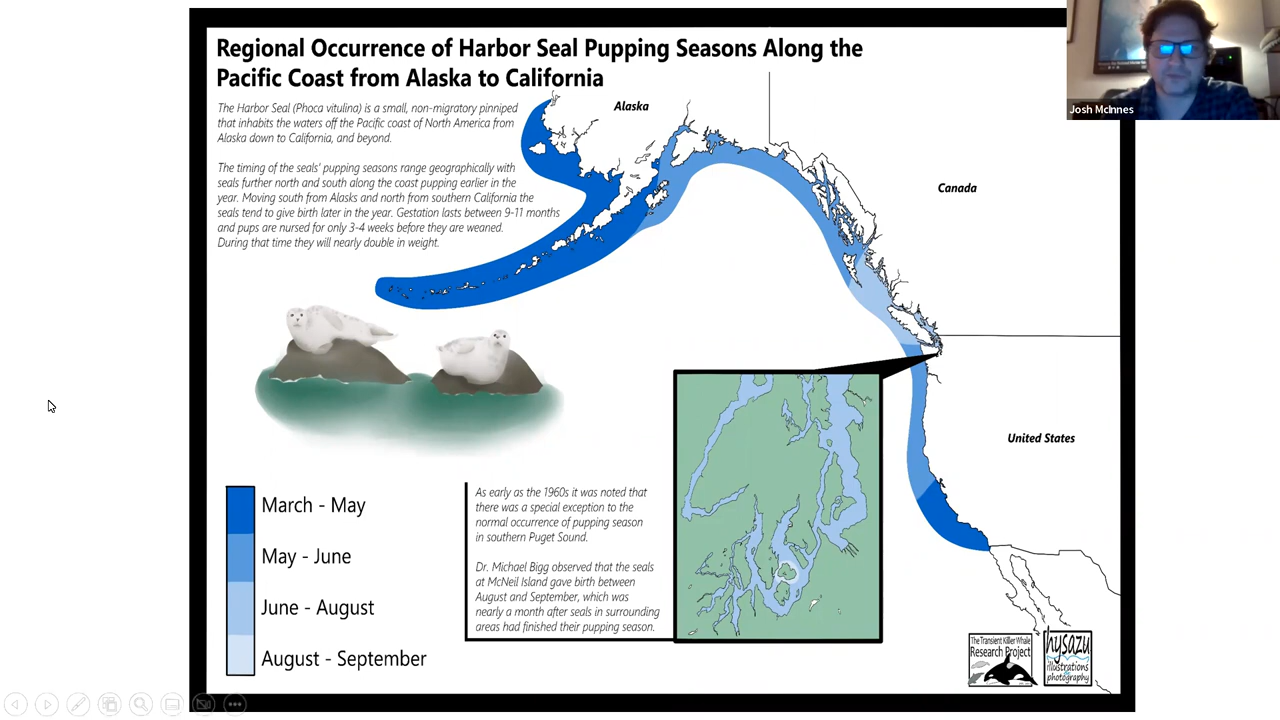 Regional Occurrence of Harbor Seal Pupping Seasons Along the
Pacific Coast from Alaska to California
The Harbor Seal (Phoca vitulina) is a small, non-migratory pinniped
that inhabits the waters off the Pacific coast of North America from
Alaska down to California, and beyond.
The timing of the seals' pupping seasons range geographically with
seals further north and south along the coast pupping earlier in the
year. Moving south from Alaska and north from southern California the
seals tend to give birth later in the year. Gestation lasts between 9-11 months
and pups are nursed for only 3-4 weeks before they are weaned.
During that time they will nearly double in weight.
Alaska
Canada
United States
Josh McInnes
March - May
May - June
June - August
August - September
As early as the 1960s it was noted that
there was a special exception to the
normal occurrence of pupping season
in southern Puget Sound.
Dr. Michael Bigg observed that the seals
at McNeil Island gave birth between
August and September, which was
nearly a month after seals in surrounding
areas had finished their pupping season.
The Transient Killer Whale
Research Project
nysazu
illustrations
photography